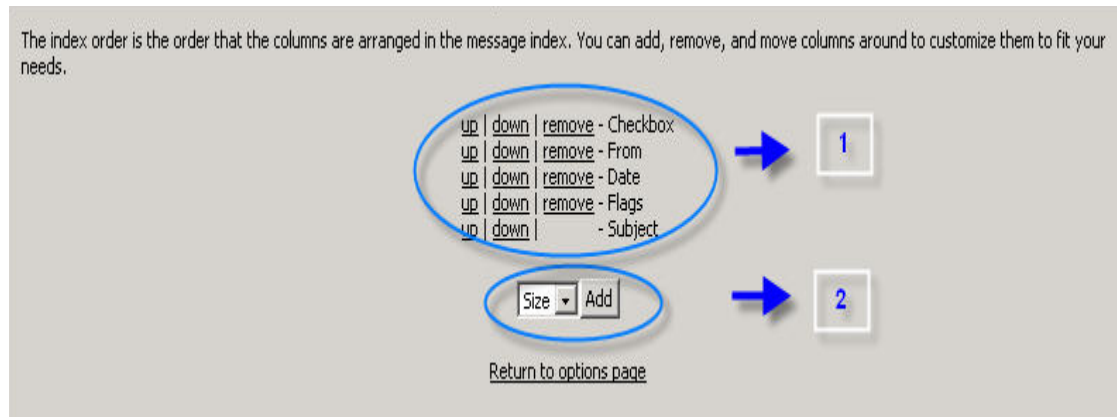 The index order is the order that the columns are arranged in the message index. You can add, remove, and move columns around to customize them to fit your
needs.
up | down | remove - Checkbox
up | down | remove - From
up | down | remove - Date
up | down | remove - Flags
up | down | - Subject
1
Size Add
2
Return to options page